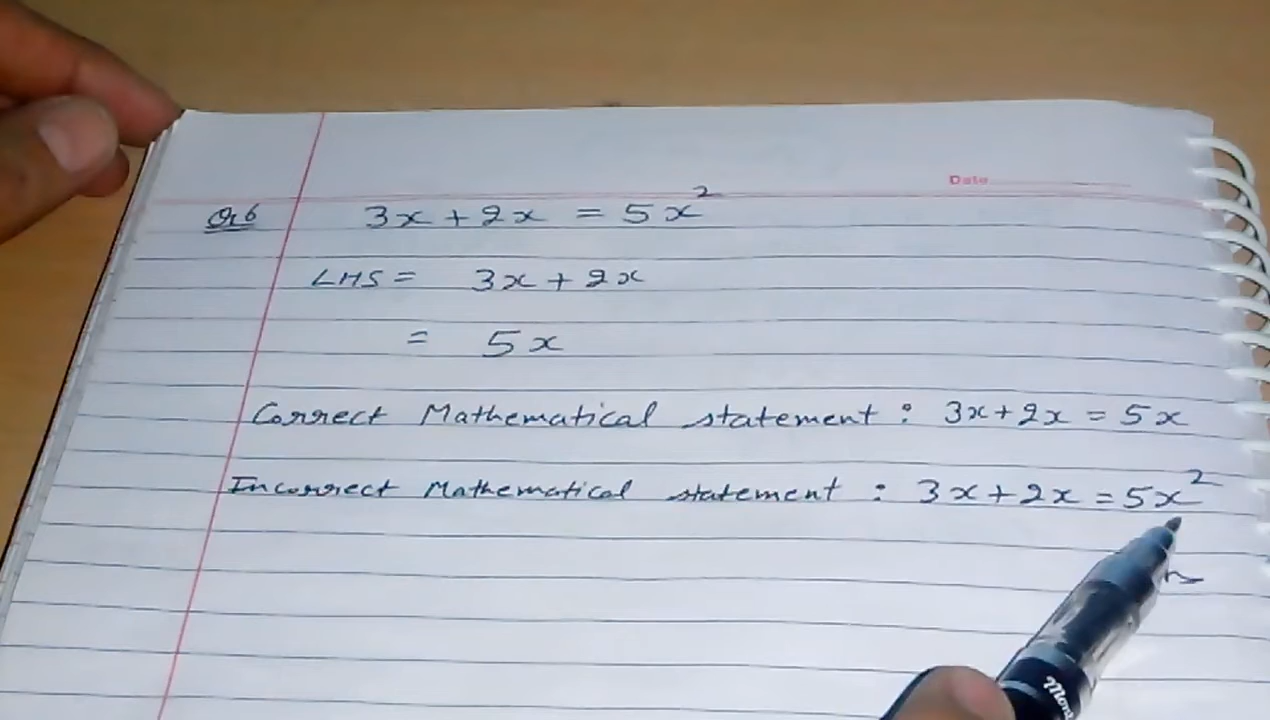 Date
Q.6 3x + 2x = 5x²
LHS = 3x + 2x
= 5x
Correct Mathematical statement : 3x + 2x = 5x
Incorrect Mathematical statement : 3x + 2x = 5x²